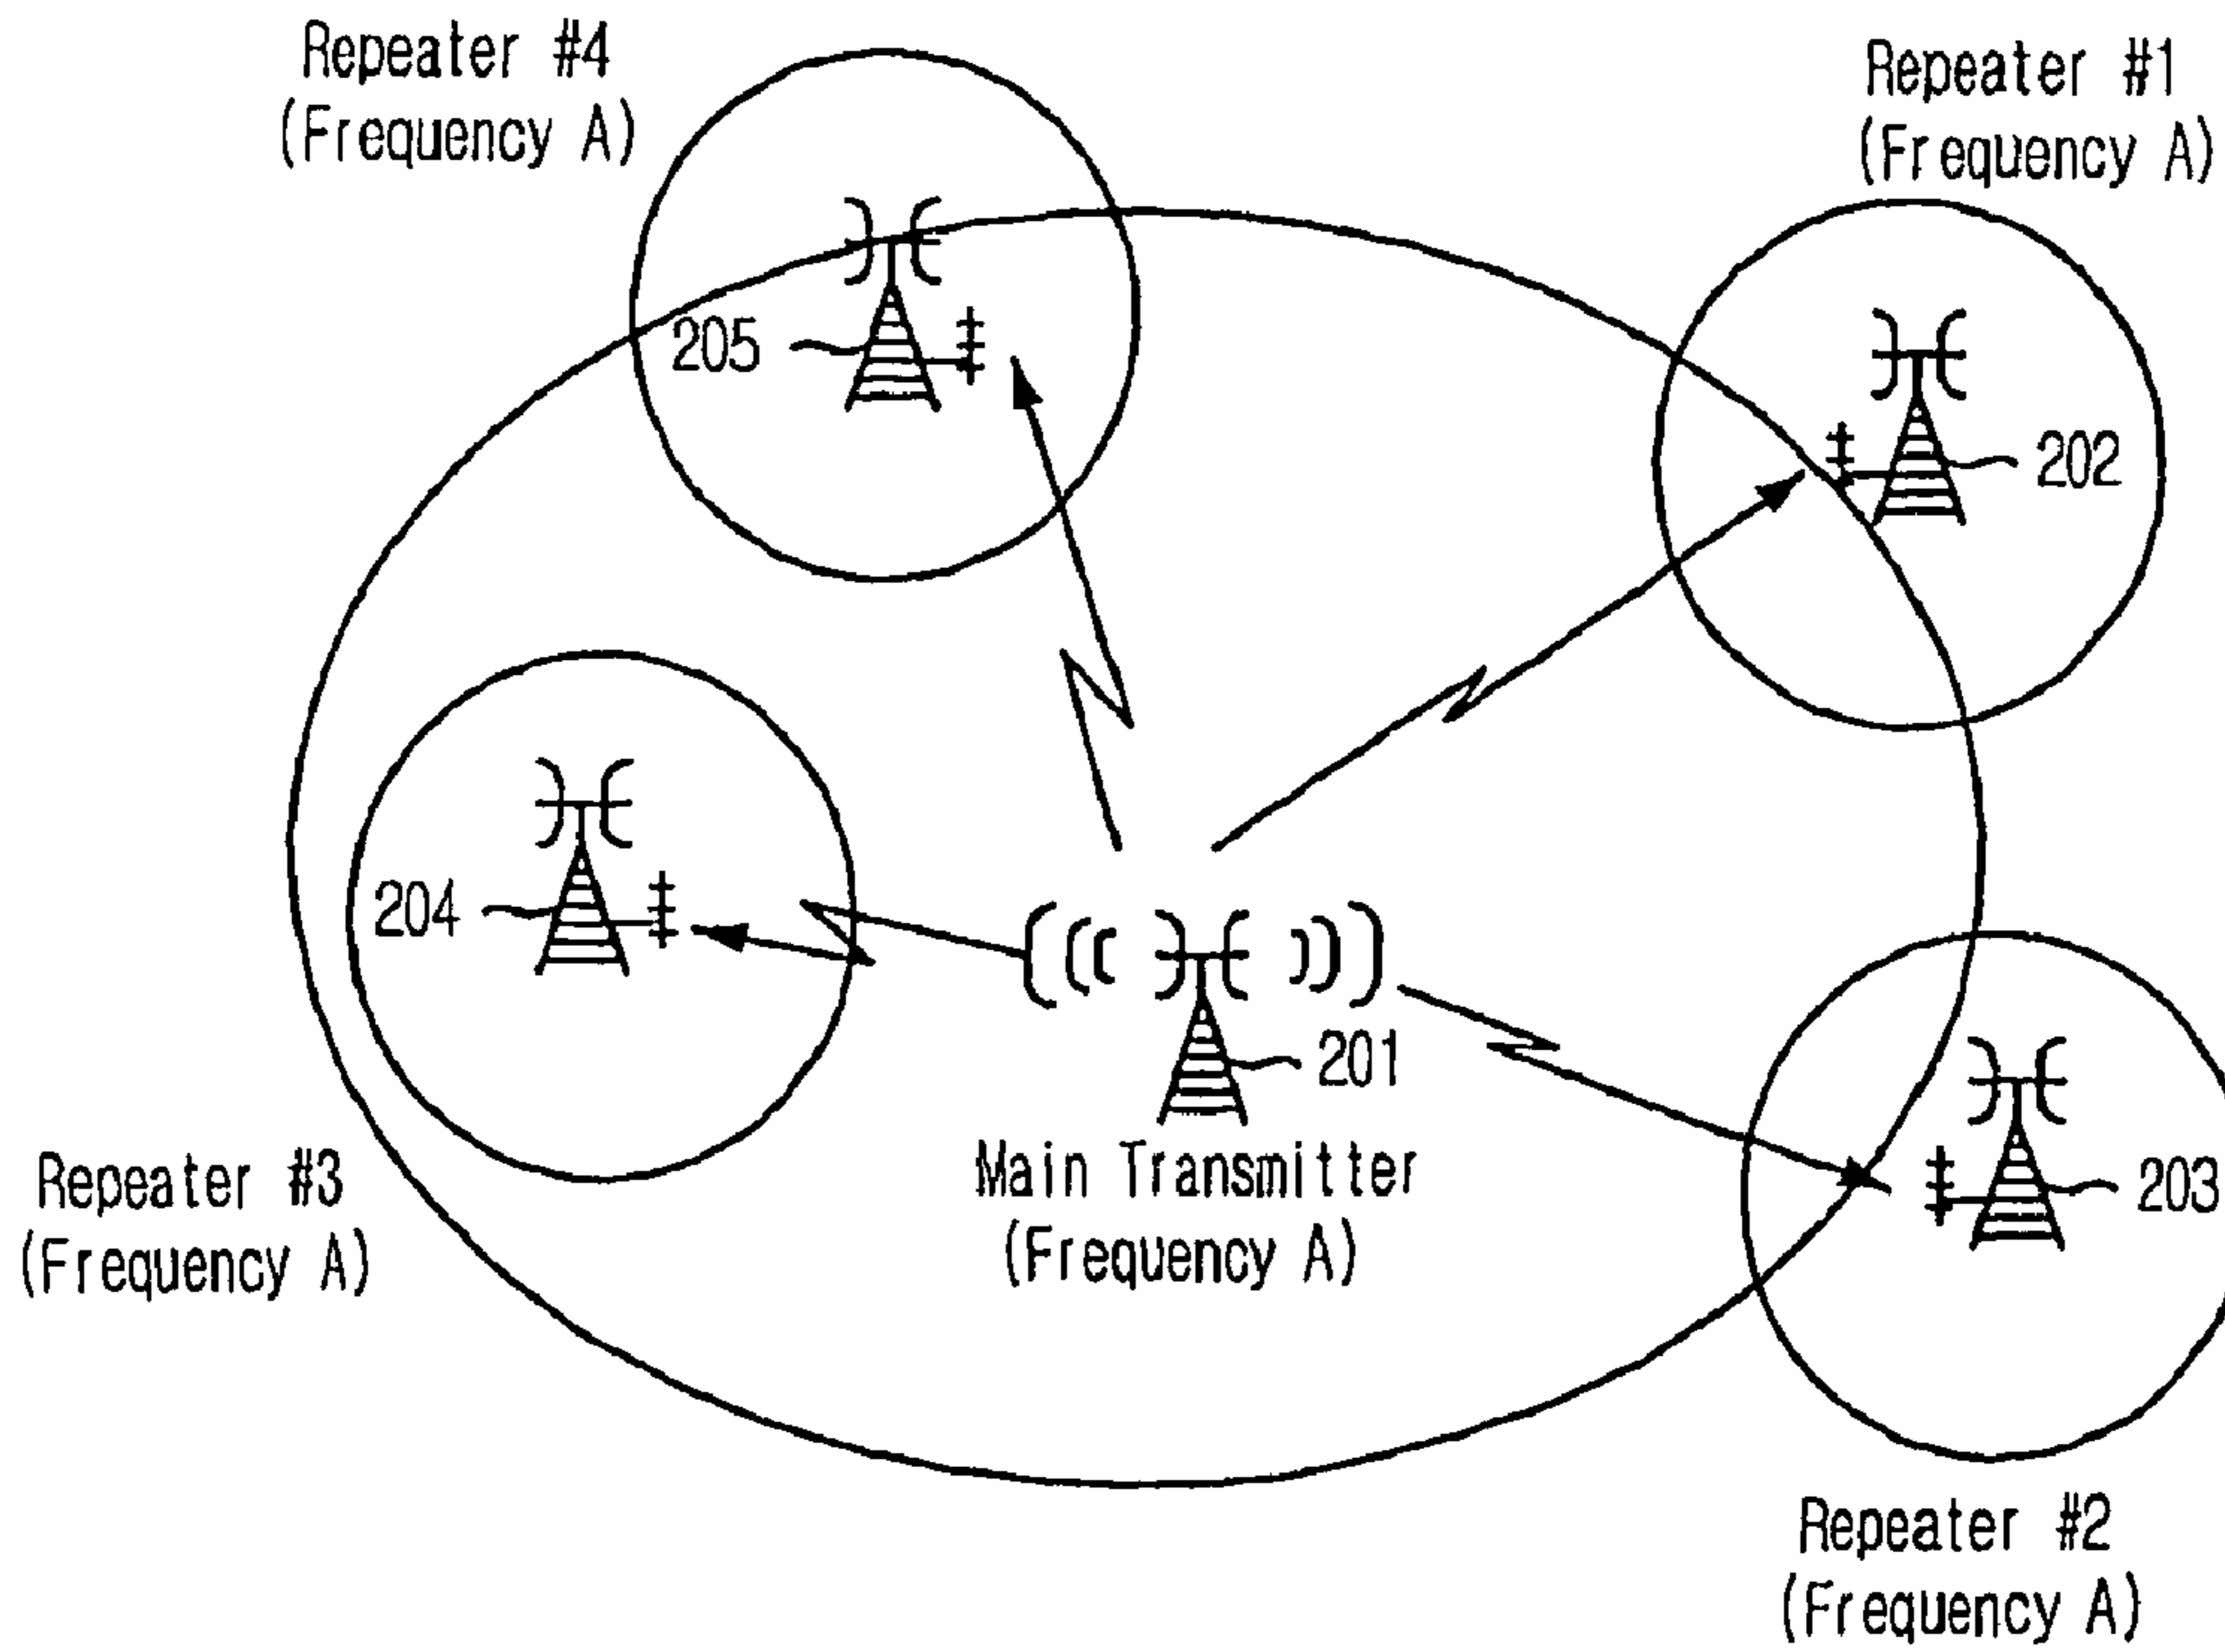 Repeater #4
(Frequency A)
Repeater #1
(Frequency A)
205
202
204
201
Main Transmitter
(Frequency A)
203
Repeater #3
(Frequency A)
Repeater #2
(Frequency A)